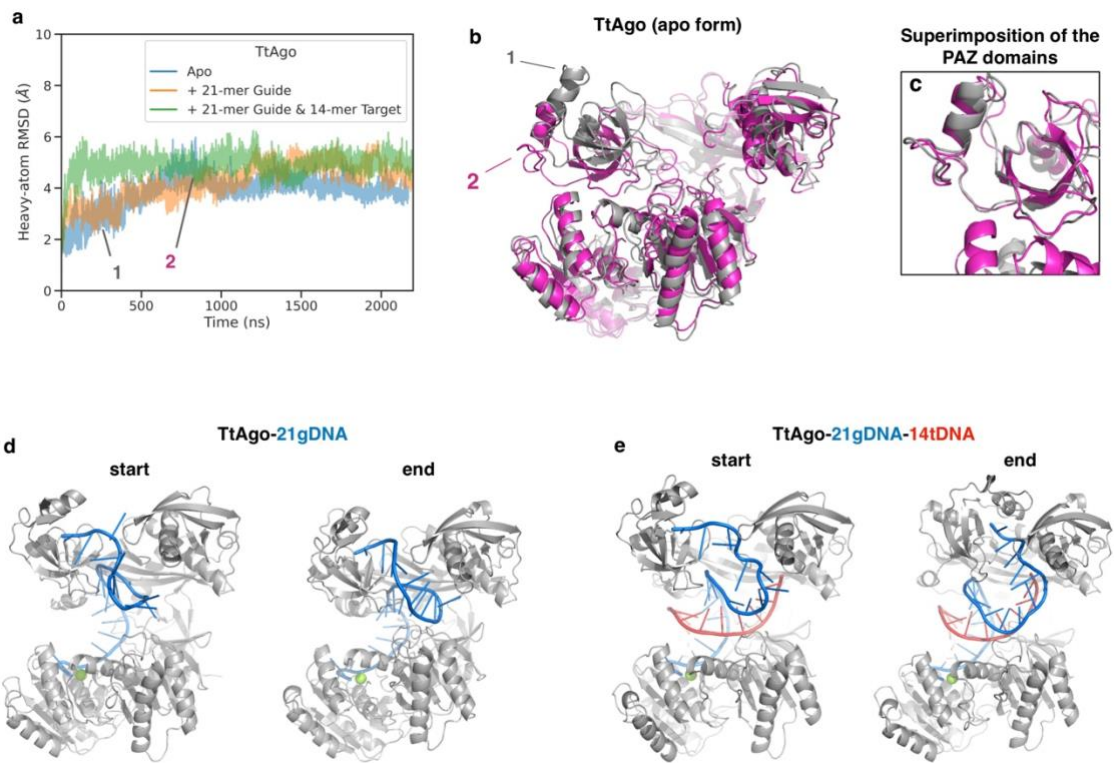 a
10
8
6
4
2
0
Heavy-atom RMSD (Å)
TtAgo
Apo
+ 21-mer Guide
+ 21-mer Guide & 14-mer Target
1
2
0
500
1000
1500
2000
Time (ns)
b
TtAgo (apo form)
1
2
Superimposition of the
PAZ domains
c
d
TtAgo-21gDNA
start
end
e
TtAgo-21gDNA-14tDNA
start
end